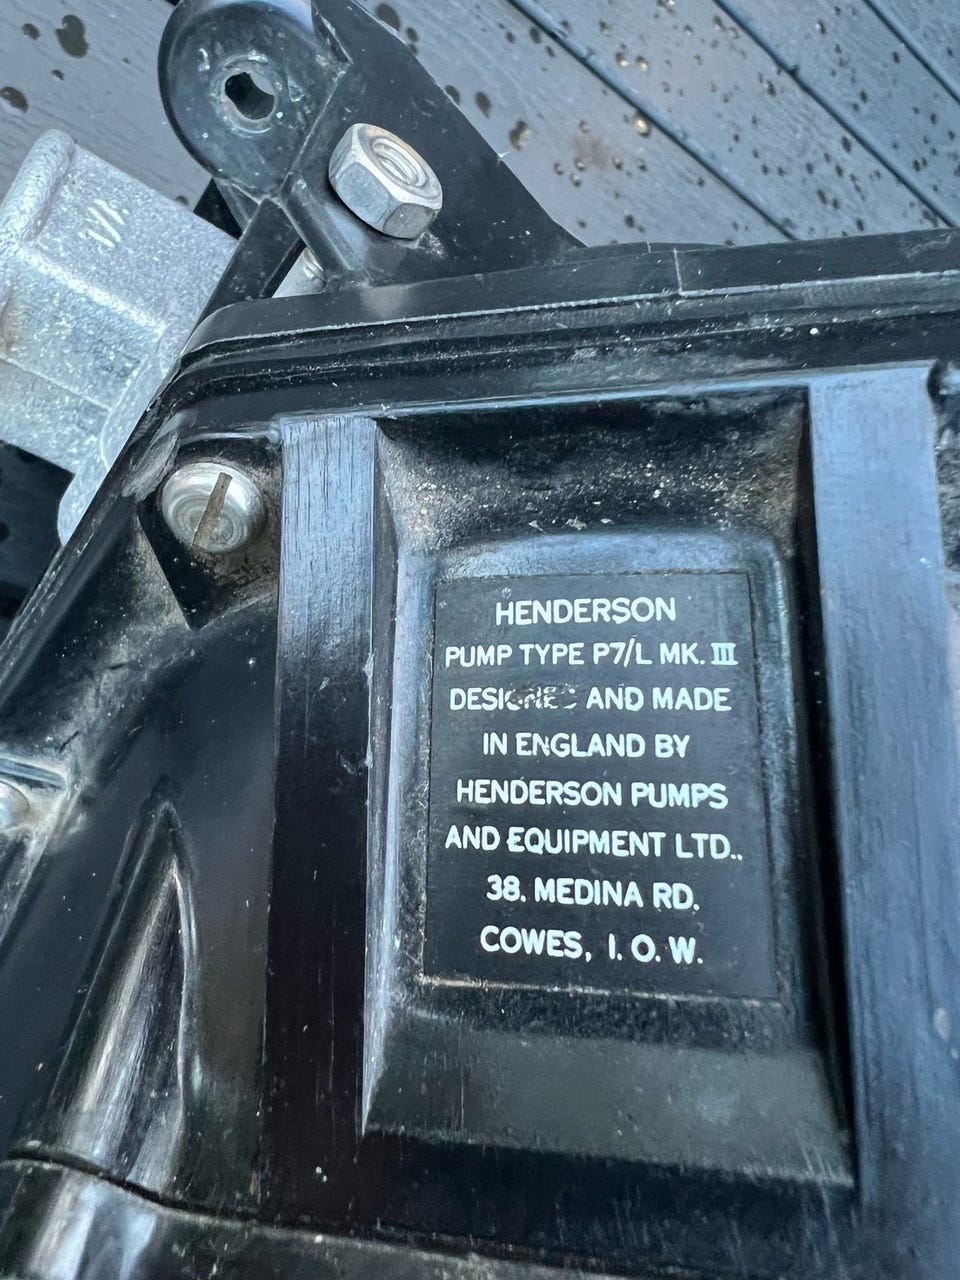 HENDERSON
PUMP TYPE P7/L MK. III
DESIGNED AND MADE
IN ENGLAND BY
HENDERSON PUMPS
AND EQUIPMENT LTD.,
38. MEDINA RD.
COWES, I. O. W.